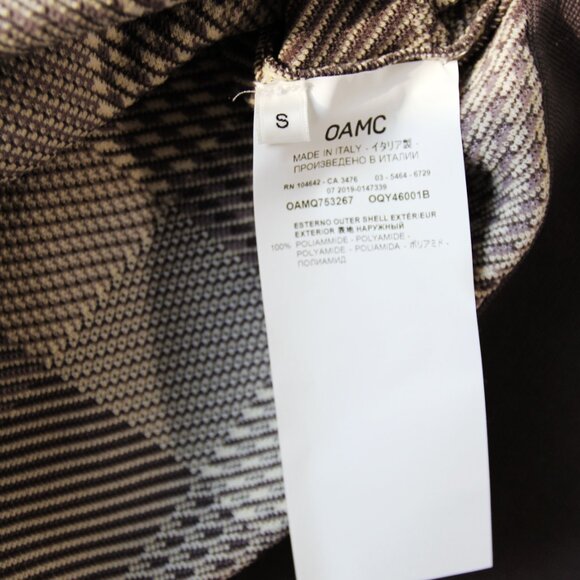 S
OAMC
MADE IN ITALY - イタリア製 -
ПРОИЗВЕДЕНО В ИТАЛИИ
RN 104642 - CA 3476 03 - 5464 - 6729
07 2019-0147339
OAMQ753267 OQY46001B
ESTERNO OUTER SHELL EXTÉRIEUR
EXTERIOR 表地 НАРУЖНЫЙ
100% POLIAMMIDE - POLYAMIDE -
POLYAMIDE - POLIAMIDA - ポリアミド -
ПОЛИАМИД